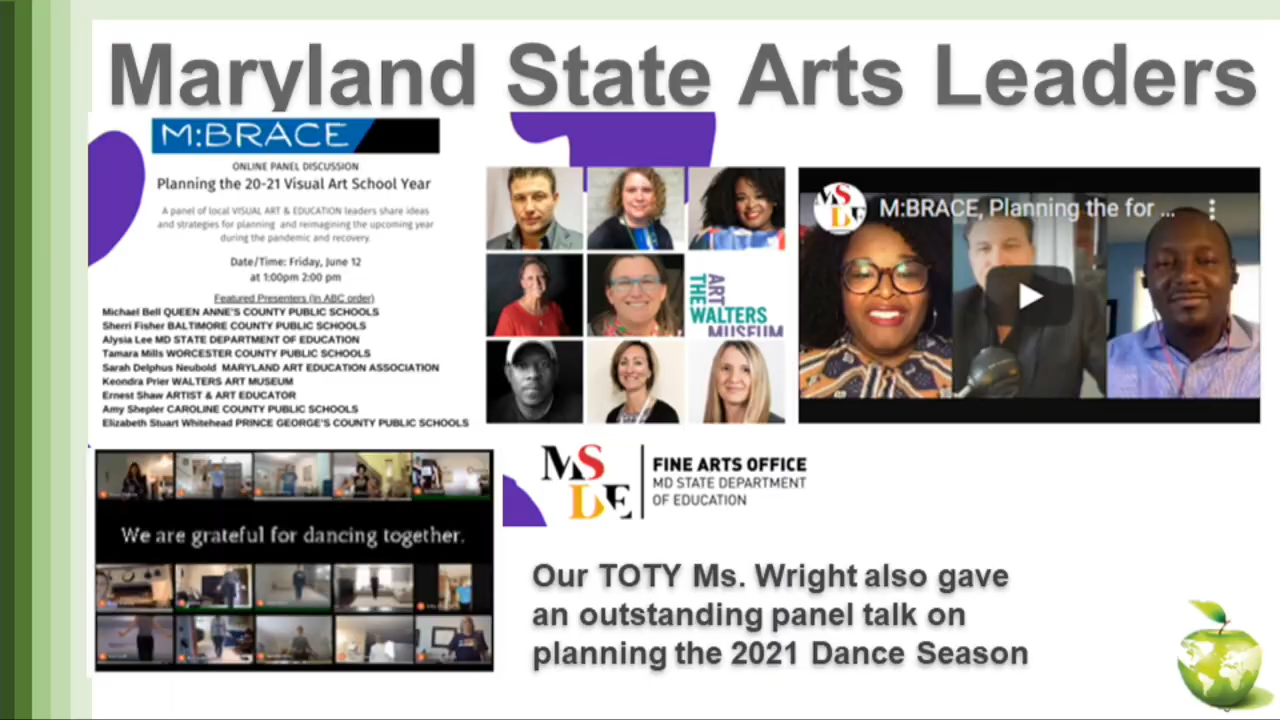 Maryland State Arts Leaders
M:BRACE
ONLINE PANEL DISCUSSION
Planning the 20-21 Visual Art School Year
A panel of local VISUAL ART & EDUCATION leaders share ideas
and strategies for planning and reimagining the upcoming year
during the pandemic and recovery.
Date/Time: Friday, June 12
at 1:00pm 2:00 pm
Featured Presenters (In ABC order)
Michael Bell QUEEN ANNE'S COUNTY PUBLIC SCHOOLS
Sherri Fisher BALTIMORE COUNTY PUBLIC SCHOOLS
Alysia Lee MD STATE DEPARTMENT OF EDUCATION
Tamara Mills WORCESTER COUNTY PUBLIC SCHOOLS
Sarah Delphus Neubold MARYLAND ART EDUCATION ASSOCIATION
Keondra Prier WALTERS ART MUSEUM
Ernest Shaw ARTIST & ART EDUCATOR
Amy Shepler CAROLINE COUNTY PUBLIC SCHOOLS
Elizabeth Stuart Whitehead PRINCE GEORGE'S COUNTY PUBLIC SCHOOLS
THE
ART
WALTERS
MUSEUM
MSDE
M:BRACE, Planning the for ...
We are grateful for dancing together.
MSDE
FINE ARTS OFFICE
MD STATE DEPARTMENT
OF EDUCATION
Our TOTY Ms. Wright also gave
an outstanding panel talk on
planning the 2021 Dance Season